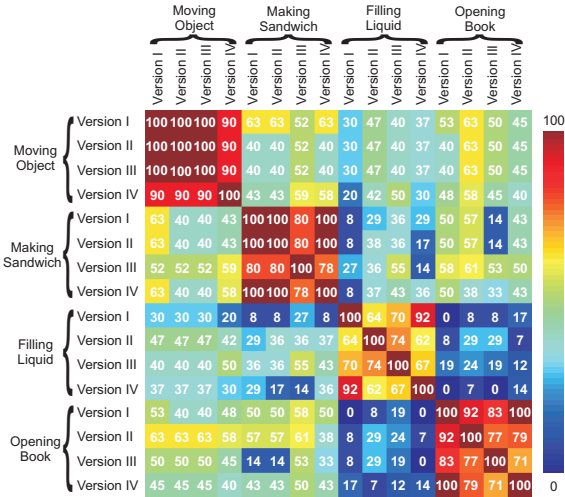 Moving Object Making Sandwich Filling Liquid Opening Book
Version I Version II Version III Version IV Version I Version II Version III Version IV Version I Version II Version III Version IV Version I Version II Version III Version IV
Moving Object
Version I 100 100 100 90 63 63 52 63 30 47 40 37 53 63 50 45
Version II 100 100 100 90 40 40 52 40 30 47 40 37 40 63 50 45
Version III 100 100 100 90 40 40 52 40 30 47 40 37 40 63 50 45
Version IV 90 90 90 100 43 43 59 58 20 42 50 30 48 58 45 40
Making Sandwich
Version I 63 40 40 43 100 100 80 100 8 29 36 29 50 57 14 43
Version II 63 40 40 43 100 100 80 100 8 38 36 17 50 57 14 43
Version III 52 52 52 59 80 80 100 78 27 36 55 14 58 61 53 50
Version IV 63 40 40 58 100 100 78 100 8 37 43 36 50 38 33 43
Filling Liquid
Version I 30 30 30 20 8 8 27 8 100 64 70 92 0 8 8 17
Version II 47 47 47 42 29 36 36 37 64 100 74 62 8 29 29 7
Version III 40 40 40 50 36 36 55 43 70 74 100 67 19 24 19 12
Version IV 37 37 37 30 29 17 14 36 92 62 67 100 0 7 0 14
Opening Book
Version I 53 40 40 48 50 50 58 50 0 8 19 0 100 92 83 100
Version II 63 63 63 58 57 57 61 38 8 29 24 7 92 100 77 79
Version III 50 50 50 45 14 14 53 33 8 29 19 0 83 77 100 71
Version IV 45 45 45 40 43 43 50 43 17 7 12 14 100 79 71 100
100
0